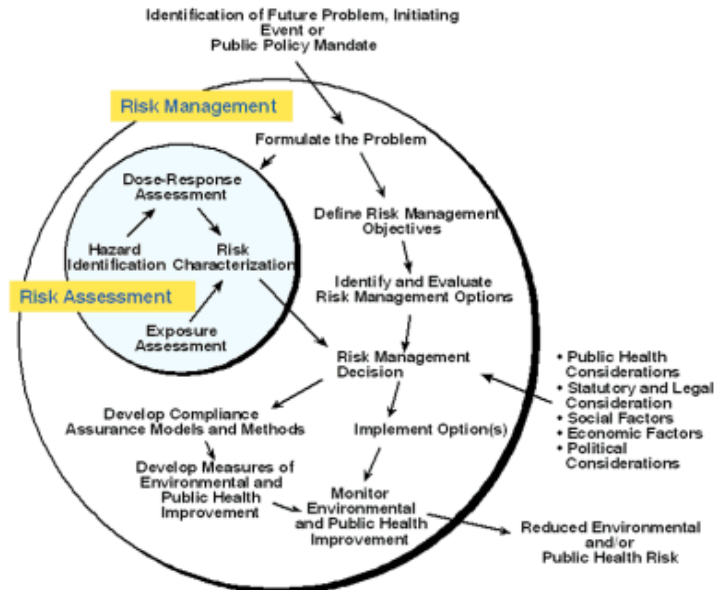 Identification of Future Problem, Initiating
Event or
Public Policy Mandate
Risk Management
Formulate the Problem
Dose-Response
Assessment
Define Risk Management
Objectives
Hazard
Identification
Risk
Characterization
Identify and Evaluate
Risk Management Options
Risk Assessment
Exposure
Assessment
Risk Management
Decision
• Public Health
Considerations
• Statutory and Legal
Consideration
• Social Factors
• Economic Factors
• Political
Considerations
Develop Compliance
Assurance Models and Methods
Implement Option(s)
Develop Measures of
Environmental and
Public Health
Improvement
Monitor
Environmental
and Public Health
Improvement
Reduced Environmental
and/or
Public Health Risk